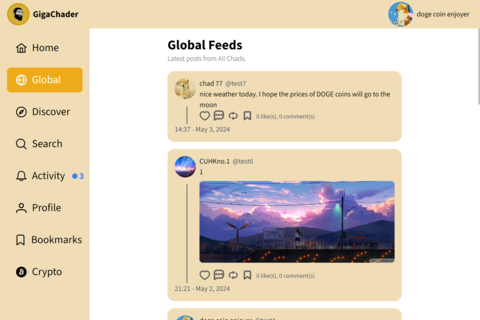 GigaChader
doge coin enjoyer
Home
Global
Discover
Search
Activity 3
Profile
Bookmarks
Crypto
Global Feeds
Latest posts from All Chads.
chad 77 @test7
nice weather today. I hope the prices of DOGE coins will go to the
moon
0 like(s), 0 comment(s)
14:37 - May 3, 2024
CUHKno.1 @test6
1
0 like(s), 0 comment(s)
21:21 - May 2, 2024